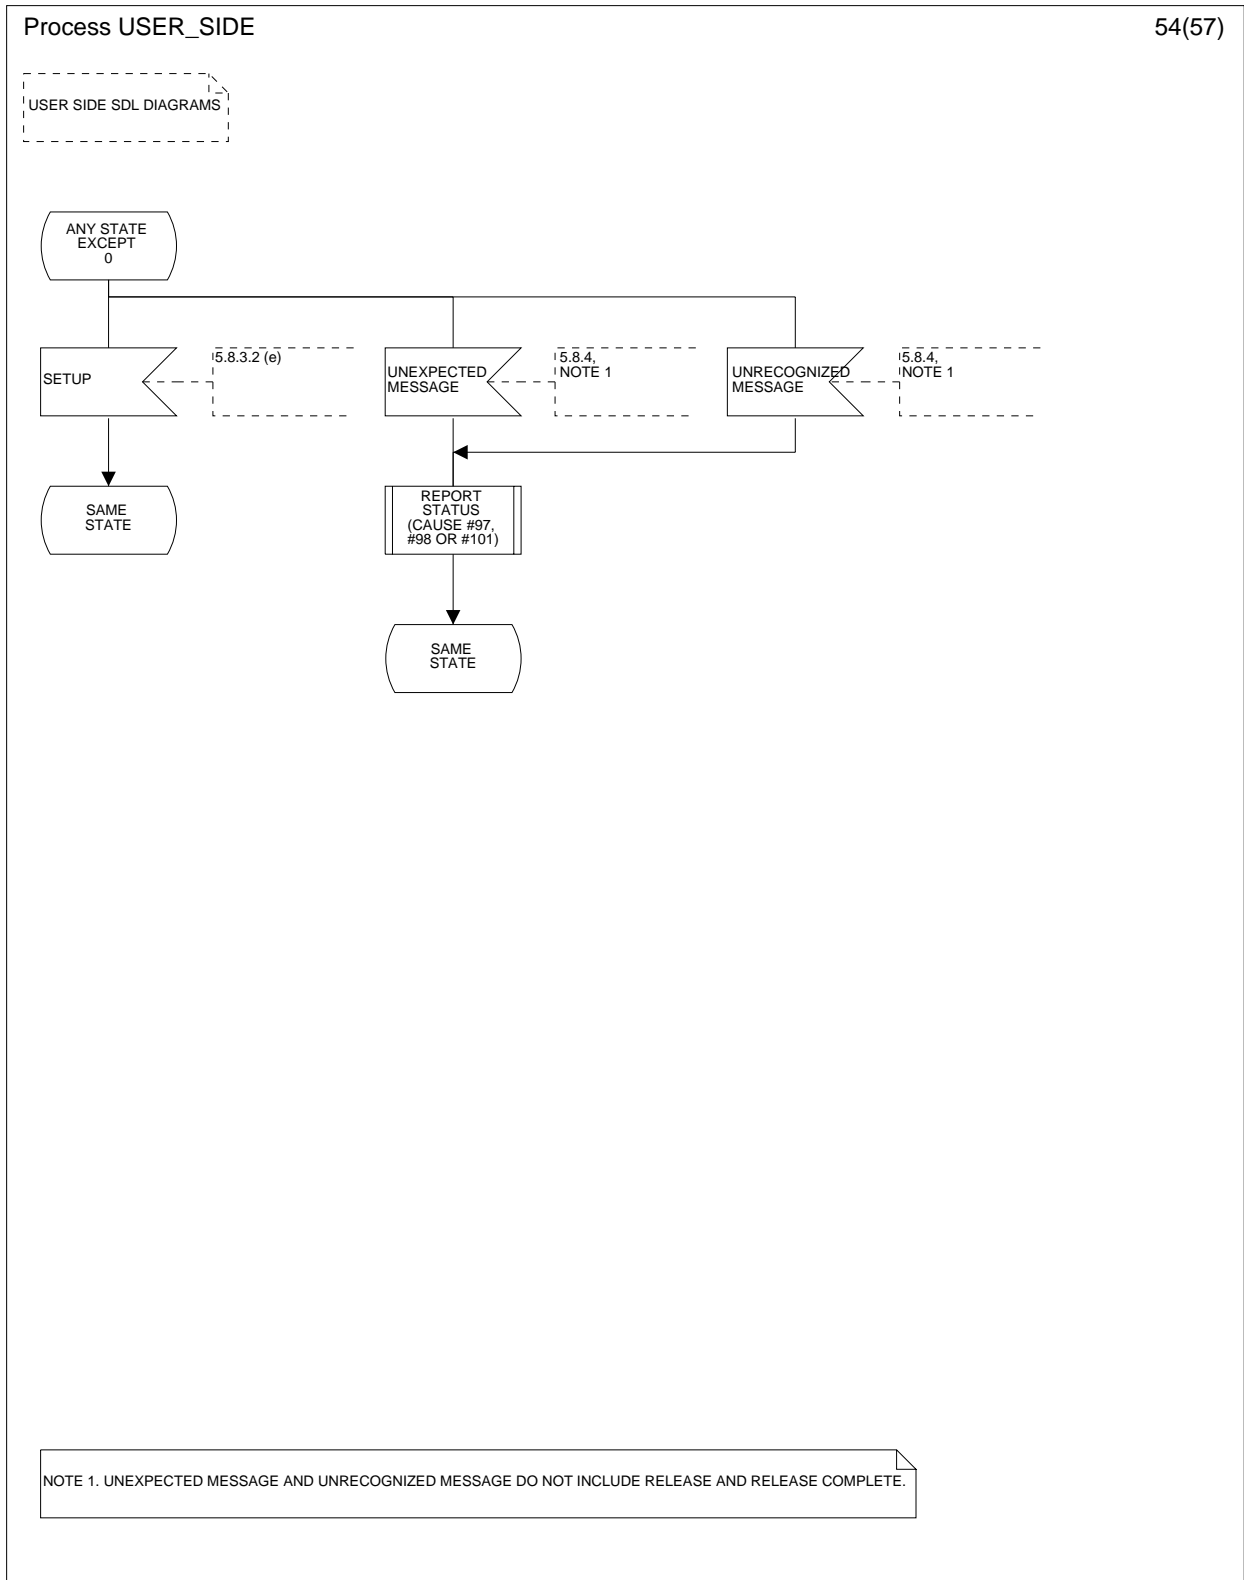 Process USER_SIDE
54(57)
USER SIDE SDL DIAGRAMS
ANY STATE
EXCEPT
0
SETUP
5.8.3.2 (e)
UNEXPECTED
MESSAGE
5.8.4,
NOTE 1
UNRECOGNIZED
MESSAGE
5.8.4,
NOTE 1
SAME
STATE
REPORT
STATUS
(CAUSE #97,
#98 OR #101)
SAME
STATE
NOTE 1. UNEXPECTED MESSAGE AND UNRECOGNIZED MESSAGE DO NOT INCLUDE RELEASE AND RELEASE COMPLETE.